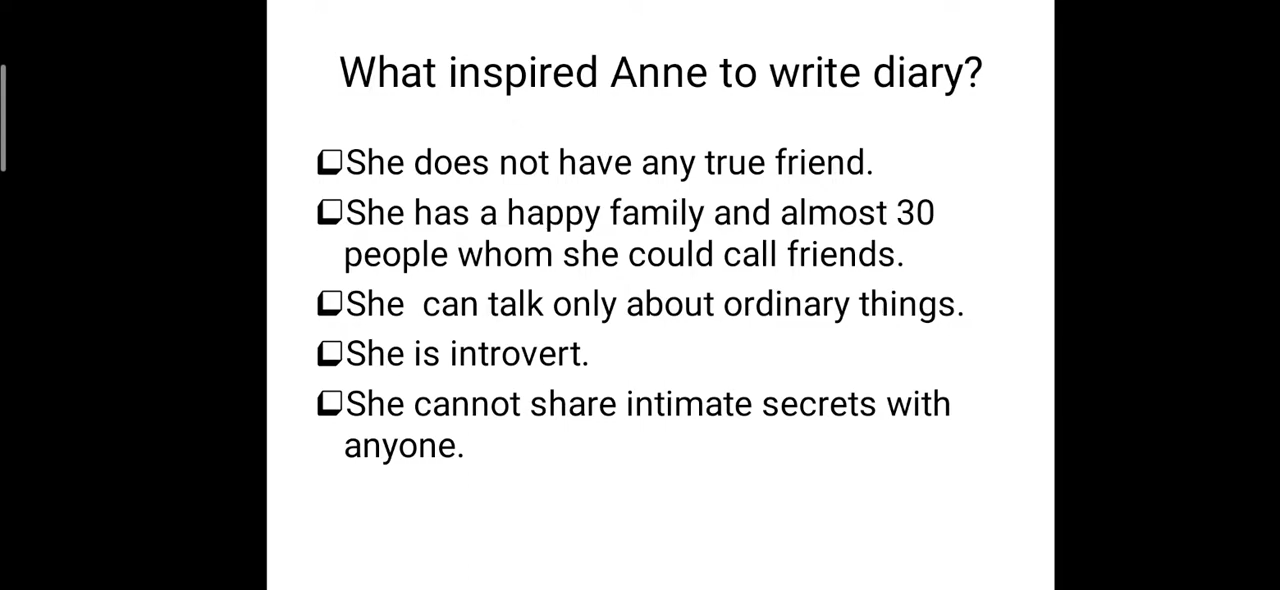 What inspired Anne to write diary?
❑She does not have any true friend.
❑She has a happy family and almost 30
people whom she could call friends.
❑She  can talk only about ordinary things.
❑She is introvert.
❑She cannot share intimate secrets with
anyone.